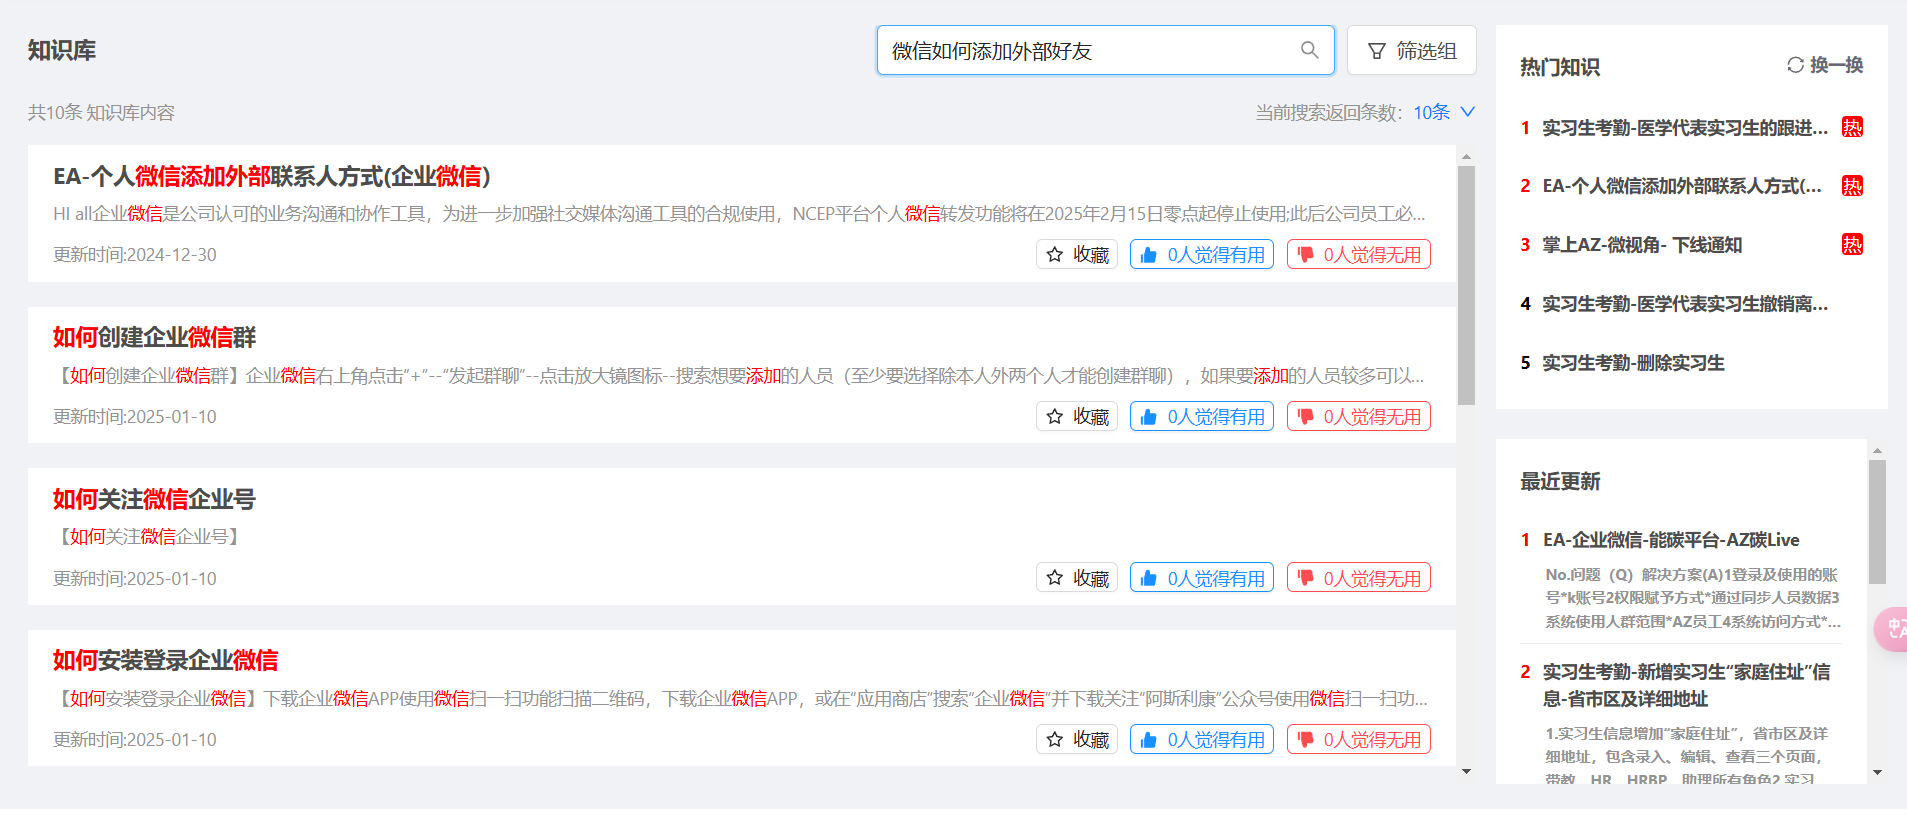 知识库
微信如何添加外部好友
筛选组
共10条 知识库内容
当前搜索返回条数：10条
EA-个人微信添加外部联系人方式(企业微信）
HI all企业微信是公司认可的业务沟通和协作工具，为进一步加强社交媒体沟通工具的合规使用，NCEP平台个人微信转发功能将在2025年2月15日零点起停止使用;此后公司员工必...
更新时间:2024-12-30
收藏
0人觉得有用
0人觉得无用
如何创建企业微信群
【如何创建企业微信群】企业微信右上角点击“+”--“发起群聊”--点击放大镜图标--搜索想要添加的人员（至少要选择除本人外两个人才能创建群聊），如果要添加的人员较多可以...
更新时间:2025-01-10
收藏
0人觉得有用
0人觉得无用
如何关注微信企业号
【如何关注微信企业号】
更新时间:2025-01-10
收藏
0人觉得有用
0人觉得无用
如何安装登录企业微信
【如何安装登录企业微信】下载企业微信APP使用微信扫一扫功能扫描二维码，下载企业微信APP，或在“应用商店”搜索“企业微信”并下载关注“阿斯利康”公众号使用微信扫一扫功...
更新时间:2025-01-10
收藏
0人觉得有用
0人觉得无用
热门知识
换一换
1 实习生考勤-医学代表实习生的跟进... 热
2 EA-个人微信添加外部联系人方式(... 热
3 掌上AZ-微视角- 下线通知 热
4 实习生考勤-医学代表实习生撤销离...
5 实习生考勤-删除实习生
最近更新
1 EA-企业微信-能碳平台-AZ碳Live
No.问题（Q）解决方案(A)1登录及使用的账
号*k账号2权限赋予方式*通过同步人员数据3
系统使用人群范围*AZ员工4系统访问方式*...
2 实习生考勤-新增实习生“家庭住址”信
息-省市区及详细地址
1.实习生信息增加“家庭住址”，省市区及详
细地址，包含录入、编辑、查看三个页面，
带教、HR、HRBP、助理所有角色2.实习